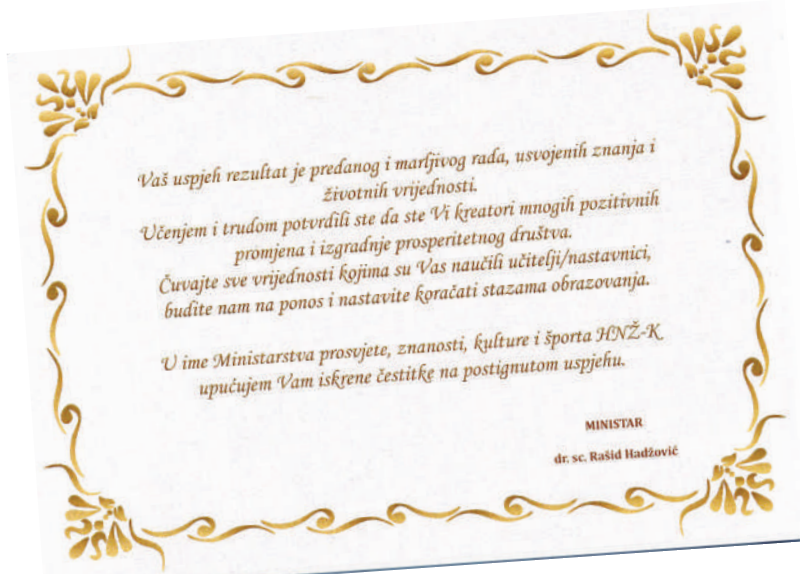 Vaš uspjeh rezultat je predanog i marljivog rada, usvojenih znanja i
životnih vrijednosti.
Učenjem i trudom potvrdili ste da ste Vi kreatori mnogih pozitivnih
promjena i izgradnje prosperitetnog društva.
Čuvajte sve vrijednosti kojima su Vas naučili učitelji/nastavnici,
budite nam na ponos i nastavite koračati stazama obrazovanja.
U ime Ministarstva prosvjete, znanosti, kulture i športa HNŽ-K
upućujem Vam iskrene čestitke na postignutom uspjehu.
MINISTAR
dr. sc. Rašid Hadžović